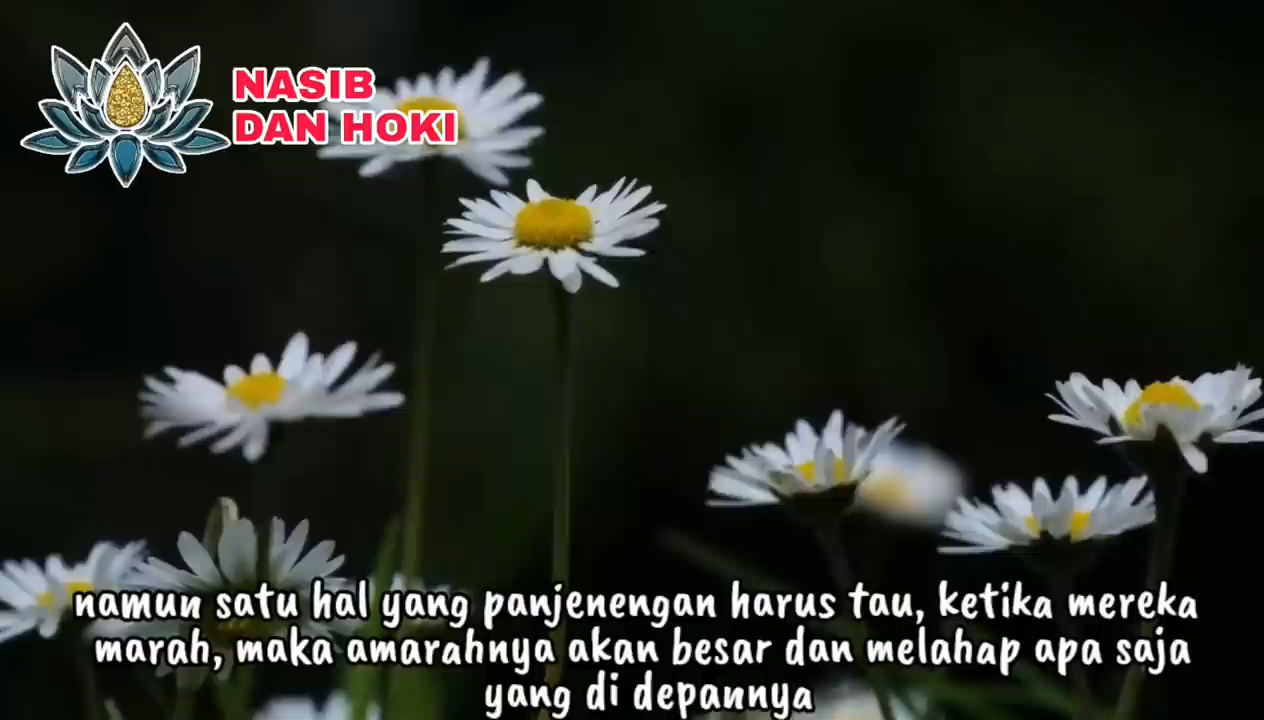 NASIB
DAN HOKI
namun satu hal yang panjenengan harus tau, ketika mereka
marah, maka amarahnya akan besar dan melahap apa saja
yang di depannya